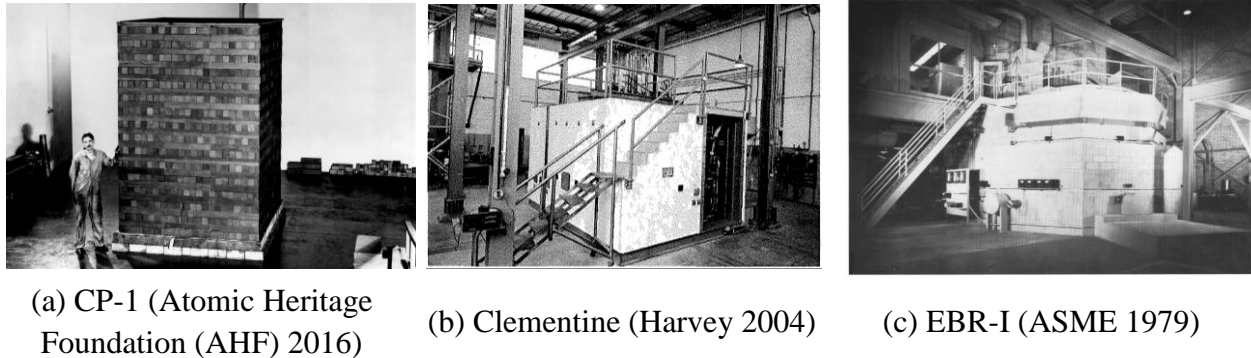 (a) CP-1 (Atomic Heritage
Foundation (AHF) 2016)
(b) Clementine (Harvey 2004)
(c) EBR-I (ASME 1979)